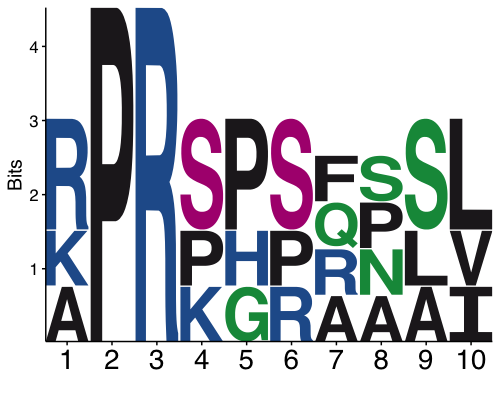 4
3
2
1
Bits
R P R S P S F S S L
K P H P Q P L V
A K G R R N A I
A A
1 2 3 4 5 6 7 8 9 10